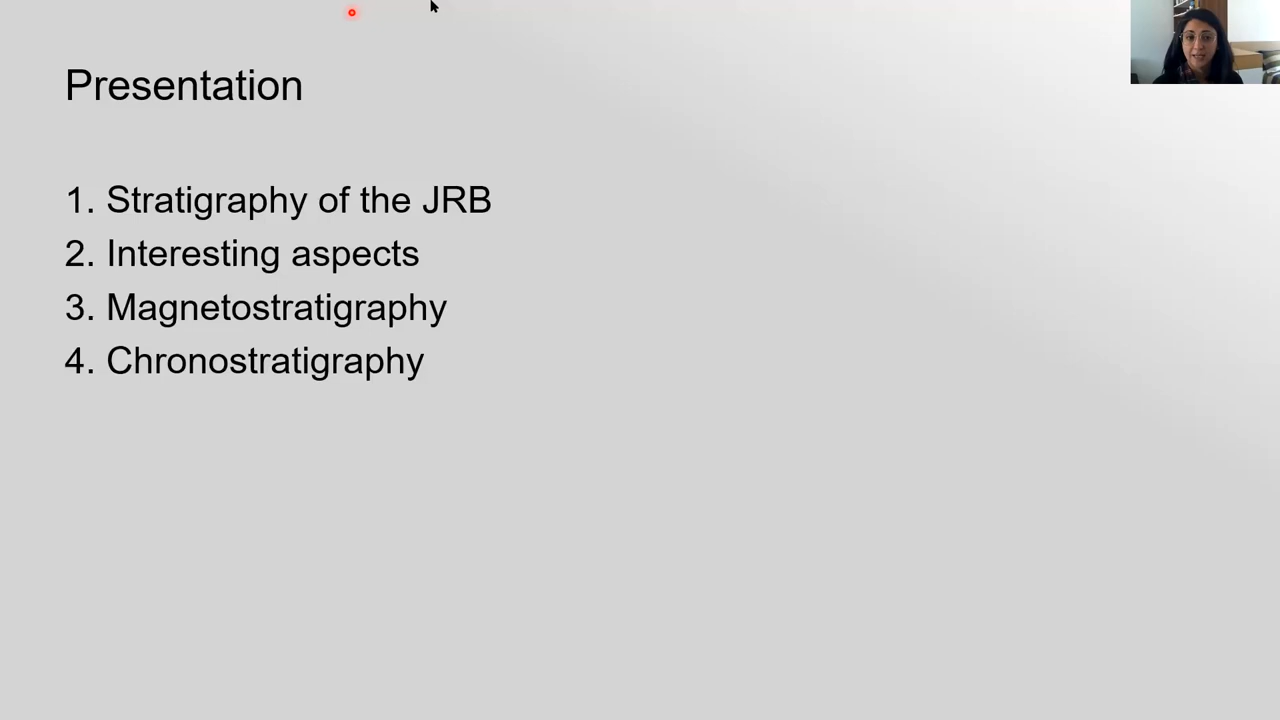 Presentation
1. Stratigraphy of the JRB
2. Interesting aspects
3. Magnetostratigraphy
4. Chronostratigraphy